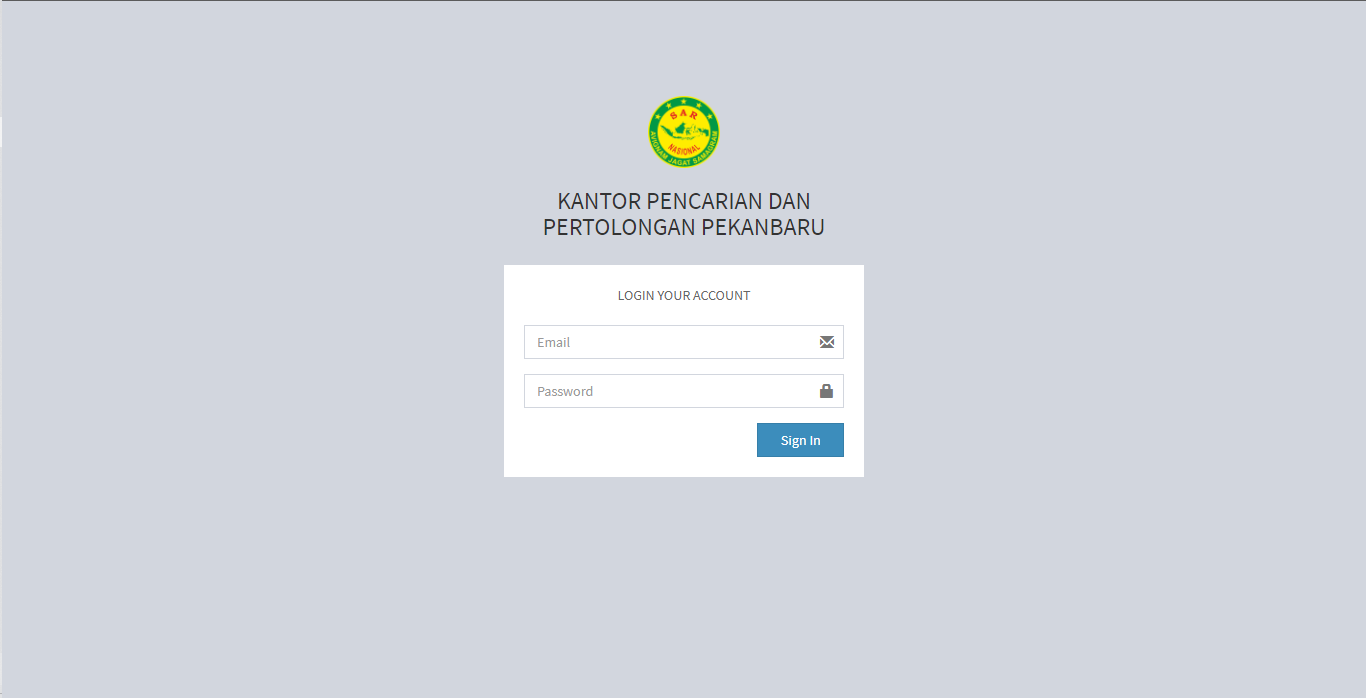 SAR
NASIONAL
AVIGNAM JAGAT SAMAGRAM
KANTOR PENCARIAN DAN
PERTOLONGAN PEKANBARU
LOGIN YOUR ACCOUNT
Email
Password
Sign In